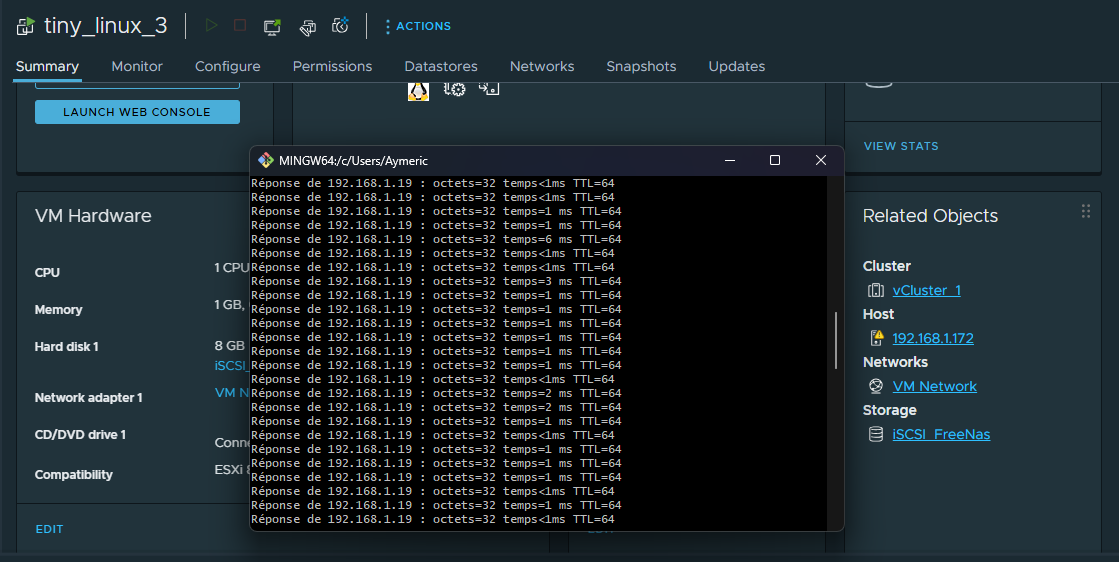 tiny_linux_3
ACTIONS
Summary Monitor Configure Permissions Datastores Networks Snapshots Updates
LAUNCH WEB CONSOLE
VIEW STATS
MINGW64:/c/Users/Aymeric
Réponse de 192.168.1.19 : octets=32 temps<1ms TTL=64
Réponse de 192.168.1.19 : octets=32 temps<1ms TTL=64
Réponse de 192.168.1.19 : octets=32 temps=1 ms TTL=64
Réponse de 192.168.1.19 : octets=32 temps=1 ms TTL=64
Réponse de 192.168.1.19 : octets=32 temps=6 ms TTL=64
Réponse de 192.168.1.19 : octets=32 temps<1ms TTL=64
Réponse de 192.168.1.19 : octets=32 temps<1ms TTL=64
Réponse de 192.168.1.19 : octets=32 temps=3 ms TTL=64
Réponse de 192.168.1.19 : octets=32 temps=1 ms TTL=64
Réponse de 192.168.1.19 : octets=32 temps=1 ms TTL=64
Réponse de 192.168.1.19 : octets=32 temps=1 ms TTL=64
Réponse de 192.168.1.19 : octets=32 temps=1 ms TTL=64
Réponse de 192.168.1.19 : octets=32 temps=1 ms TTL=64
Réponse de 192.168.1.19 : octets=32 temps=1 ms TTL=64
Réponse de 192.168.1.19 : octets=32 temps<1ms TTL=64
Réponse de 192.168.1.19 : octets=32 temps=2 ms TTL=64
Réponse de 192.168.1.19 : octets=32 temps=2 ms TTL=64
Réponse de 192.168.1.19 : octets=32 temps=1 ms TTL=64
Réponse de 192.168.1.19 : octets=32 temps<1ms TTL=64
Réponse de 192.168.1.19 : octets=32 temps=1 ms TTL=64
Réponse de 192.168.1.19 : octets=32 temps=1 ms TTL=64
Réponse de 192.168.1.19 : octets=32 temps=1 ms TTL=64
Réponse de 192.168.1.19 : octets=32 temps<1ms TTL=64
Réponse de 192.168.1.19 : octets=32 temps=1 ms TTL=64
Réponse de 192.168.1.19 : octets=32 temps<1ms TTL=64
VM Hardware
CPU 1 CPU
Memory 1 GB,
Hard disk 1 8 GB
iSCSI_
Network adapter 1 VM N
CD/DVD drive 1 Conne
Compatibility ESXi 8
EDIT
Related Objects
Cluster
vCluster_1
Host
192.168.1.172
Networks
VM Network
Storage
iSCSI_FreeNas